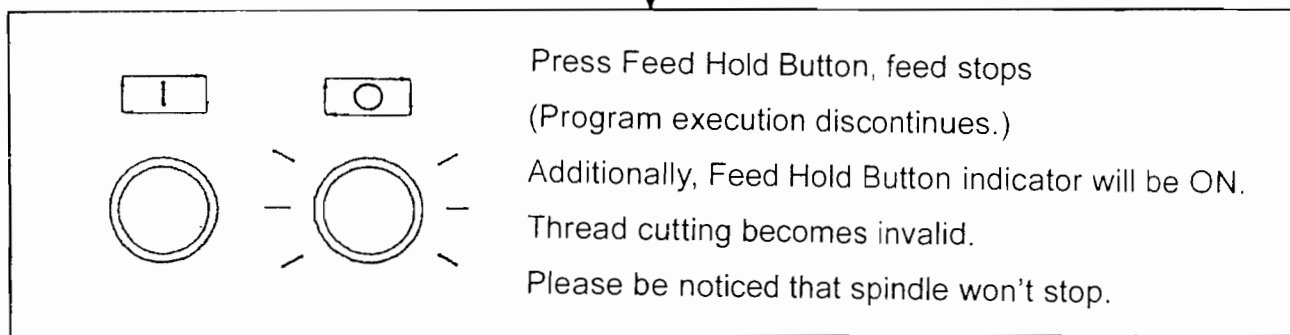 I O
Press Feed Hold Button, feed stops
(Program execution discontinues.)
Additionally, Feed Hold Button indicator will be ON.
Thread cutting becomes invalid.
Please be noticed that spindle won't stop.